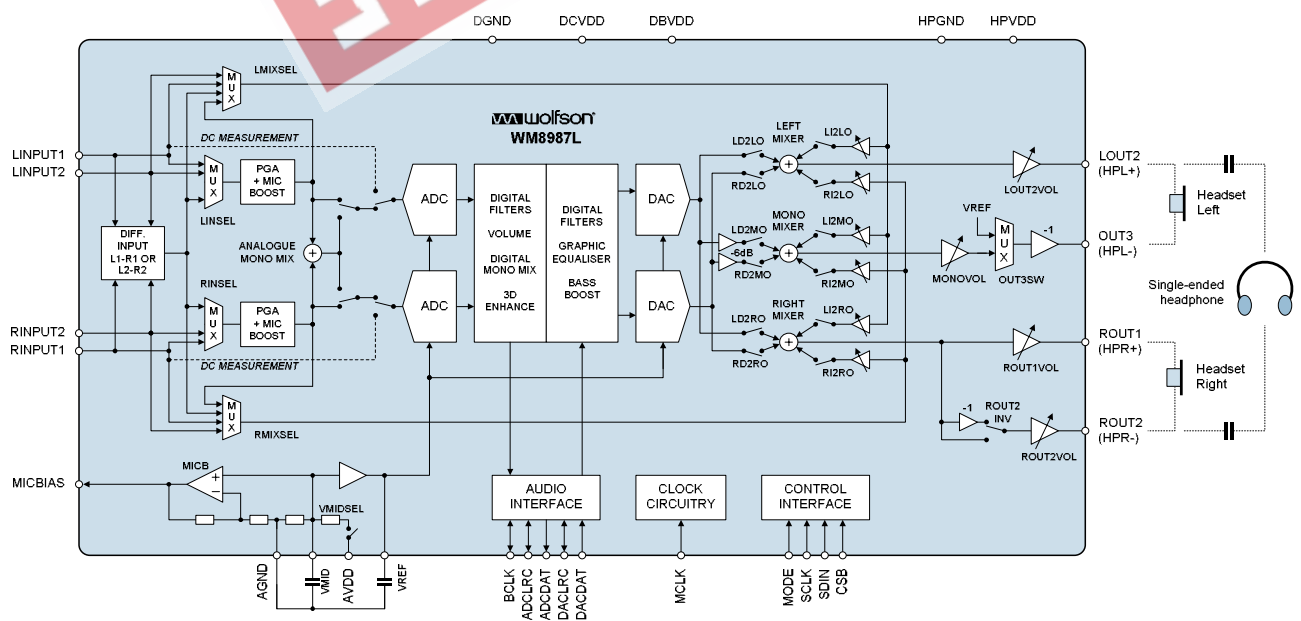 DGND DCVDD DBVDD HPGND HPVDD
LMIXSEL
M
U
X
wolfson
WM8987L
DC MEASUREMENT
LINPUT1
LINPUT2
M
U
X
LINSEL
PGA
+ MIC
BOOST
ADC
DIGITAL
FILTERS
VOLUME
DIGITAL
MONO MIX
3D
ENHANCE
DIGITAL
FILTERS
GRAPHIC
EQUALISER
BASS
BOOST
DAC
LD2LO
RD2LO
LEFT
MIXER
LI2LO
RI2LO
LOUT2VOL
LOUT2
(HPL+)
Headset
Left
DIFF.
INPUT
L1-R1 OR
L2-R2
ANALOGUE
MONO MIX
LD2MO
-6dB
RD2MO
MONO
MIXER
LI2MO
RI2MO
MONOVOL
VREF
M
U
X
OUT3SW
-1
OUT3
(HPL-)
Single-ended
headphone
RINSEL
M
U
X
PGA
+ MIC
BOOST
ADC
DAC
RINPUT2
RINPUT1
DC MEASUREMENT
LD2RO
RD2RO
RIGHT
MIXER
LI2RO
RI2RO
ROUT1VOL
ROUT1
(HPR+)
Headset
Right
M
U
X
RMIXSEL
-1
ROUT2
INV
ROUT2VOL
ROUT2
(HPR-)
MICBIAS
MICB
VMIDSEL
AUDIO
INTERFACE
CLOCK
CIRCUITRY
CONTROL
INTERFACE
AGND
VMID
AVDD
VREF
BCLK
ADCLRC
ADCDAT
DACLRC
DACDAT
MCLK
MODE
SCLK
SDIN
CSB